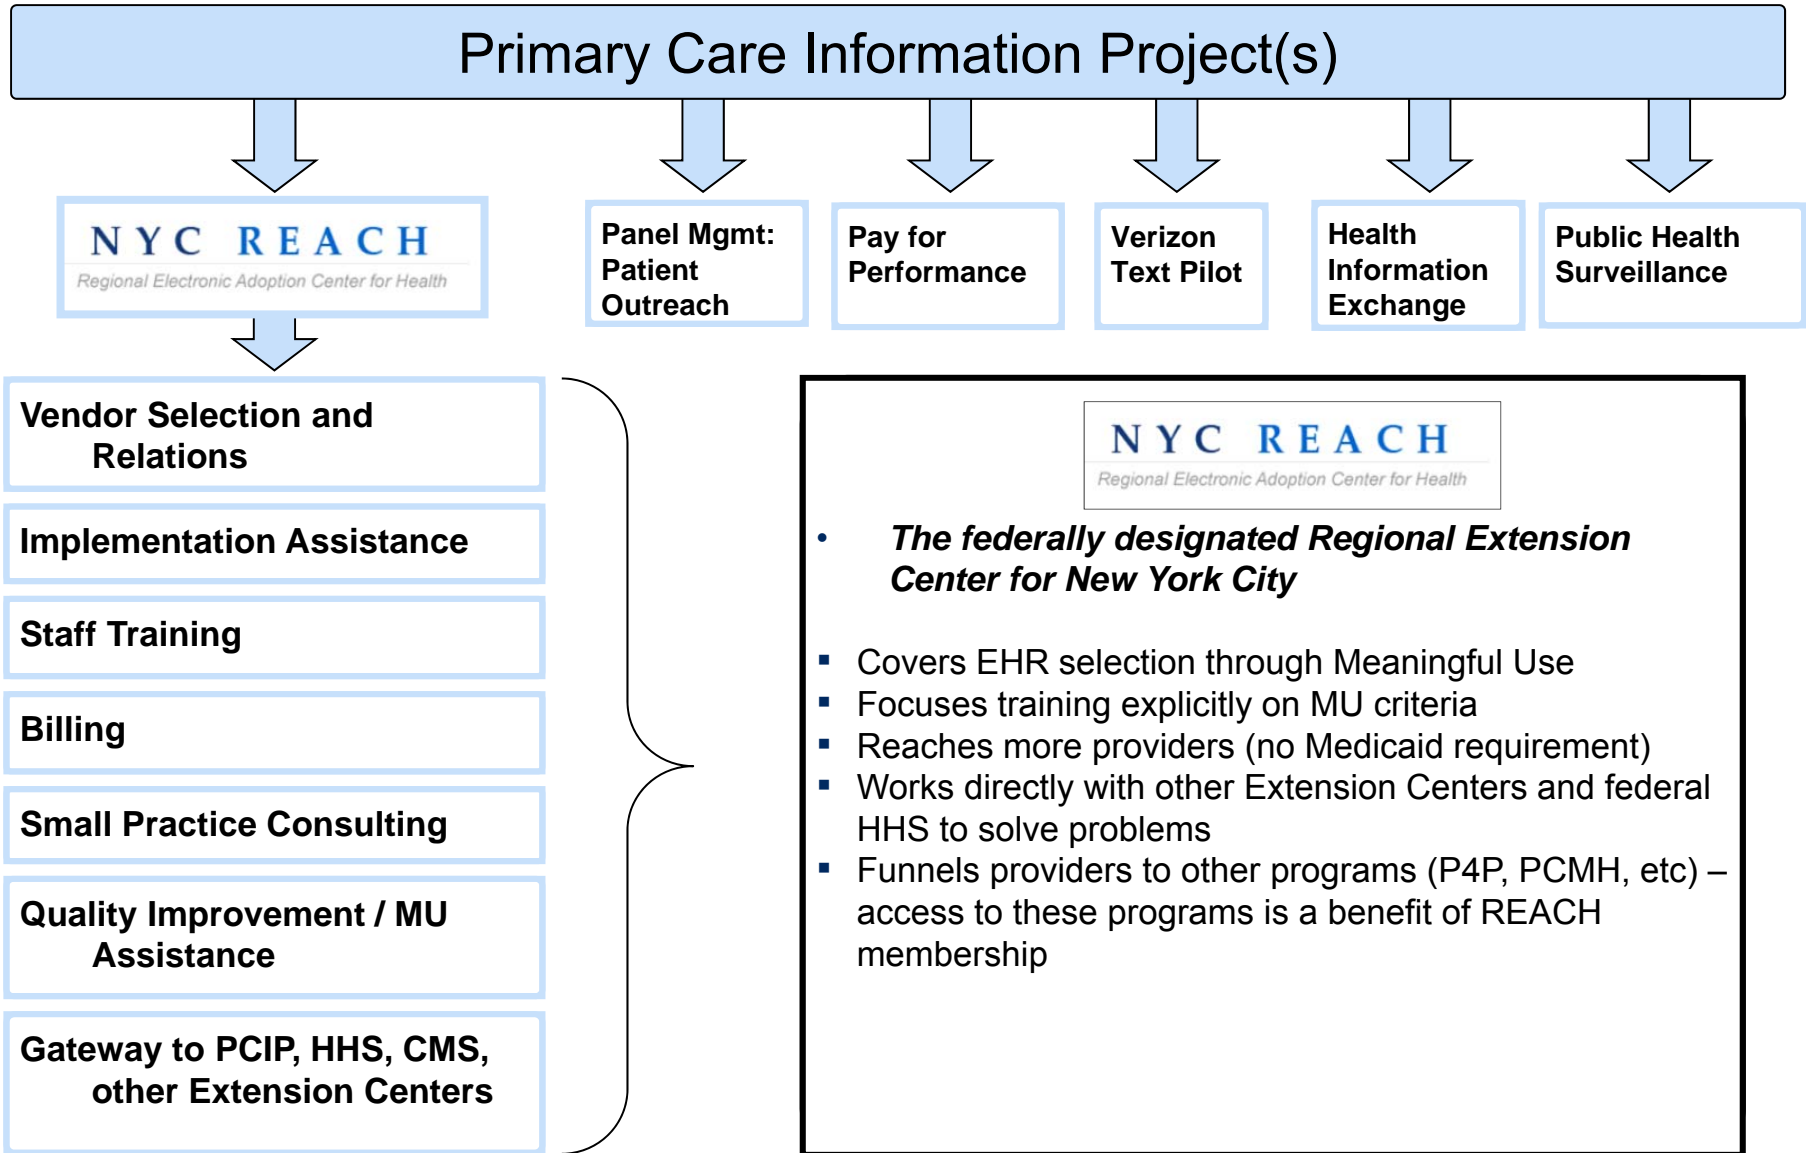 Primary Care Information Project(s)
NYC REACH
Regional Electronic Adoption Center for Health
Panel Mgmt:
Patient
Outreach
Pay for
Performance
Verizon
Text Pilot
Health
Information
Exchange
Public Health
Surveillance
Vendor Selection and
Relations
Implementation Assistance
Staff Training
Billing
Small Practice Consulting
Quality Improvement / MU
Assistance
Gateway to PCIP, HHS, CMS,
other Extension Centers
NYC REACH
Regional Electronic Adoption Center for Health
• The federally designated Regional Extension
Center for New York City
▪ Covers EHR selection through Meaningful Use
▪ Focuses training explicitly on MU criteria
▪ Reaches more providers (no Medicaid requirement)
▪ Works directly with other Extension Centers and federal
HHS to solve problems
▪ Funnels providers to other programs (P4P, PCMH, etc) –
access to these programs is a benefit of REACH
membership